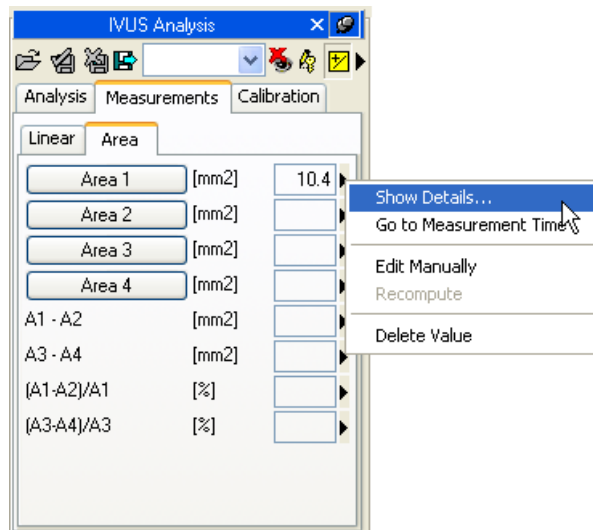 IVUS Analysis
Analysis Measurements Calibration
Linear Area
Area 1 [mm2] 10.4
Area 2 [mm2]
Area 3 [mm2]
Area 4 [mm2]
A1 - A2 [mm2]
A3 - A4 [mm2]
(A1-A2)/A1 [%]
(A3-A4)/A3 [%]
Show Details...
Go to Measurement Time
Edit Manually
Recompute
Delete Value